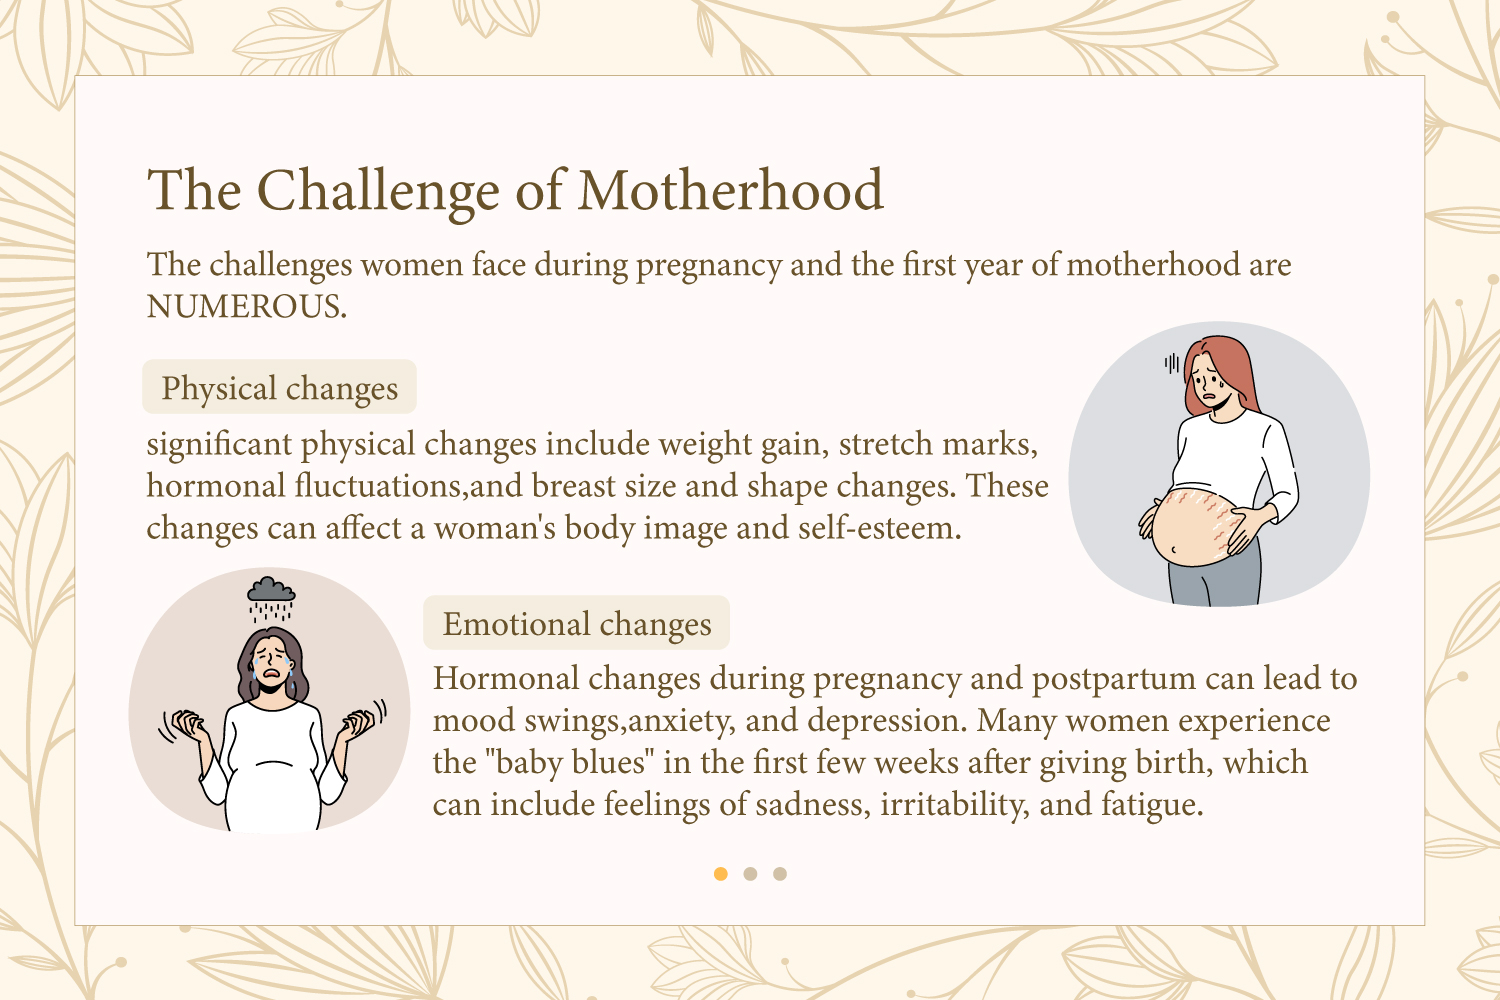 The Challenge of Motherhood
The challenges women face during pregnancy and the first year of motherhood are
NUMEROUS.
Physical changes
significant physical changes include weight gain, stretch marks,
hormonal fluctuations,and breast size and shape changes. These
changes can affect a woman's body image and self-esteem.
Emotional changes
Hormonal changes during pregnancy and postpartum can lead to
mood swings,anxiety, and depression. Many women experience
the "baby blues" in the first few weeks after giving birth, which
can include feelings of sadness, irritability, and fatigue.